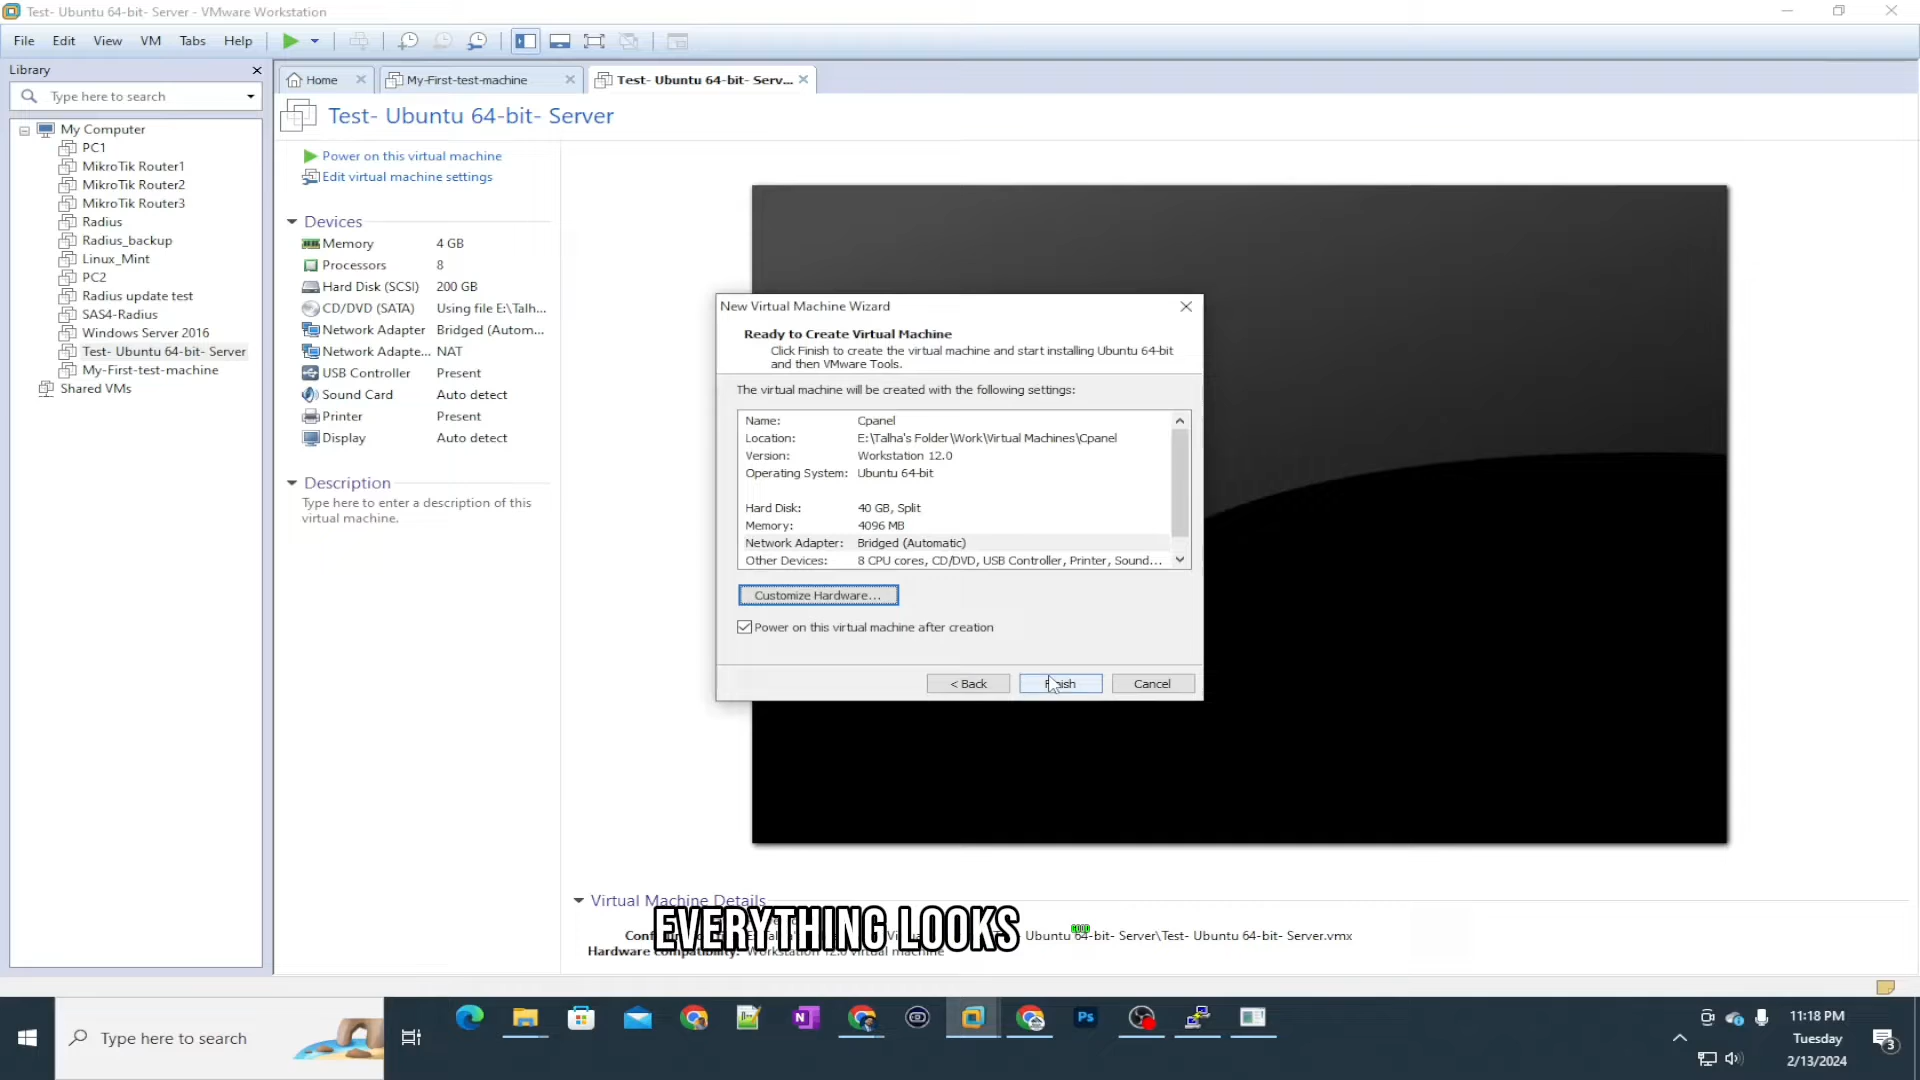 Test- Ubuntu 64-bit- Server - VMware Workstation
File Edit View VM Tabs Help
Library
Type here to search
My Computer
PC1
MikroTik Router1
MikroTik Router2
MikroTik Router3
Radius
Radius_backup
Linux_Mint
PC2
Radius update test
SAS4-Radius
Windows Server 2016
Test- Ubuntu 64-bit- Server
My-First-test-machine
Shared VMs
Home My-First-test-machine Test- Ubuntu 64-bit- Serv...
Test- Ubuntu 64-bit- Server
Power on this virtual machine
Edit virtual machine settings
Devices
Memory 4 GB
Processors 8
Hard Disk (SCSI) 200 GB
CD/DVD (SATA) Using file E:\Talh...
Network Adapter Bridged (Autom...
Network Adapte... NAT
USB Controller Present
Sound Card Auto detect
Printer Present
Display Auto detect
Description
Type here to enter a description of this
virtual machine.
New Virtual Machine Wizard
Ready to Create Virtual Machine
Click Finish to create the virtual machine and start installing Ubuntu 64-bit
and then VMware Tools.
The virtual machine will be created with the following settings:
Name: Cpanel
Location: E:\Talha's Folder\Work\Virtual Machines\Cpanel
Version: Workstation 12.0
Operating System: Ubuntu 64-bit
Hard Disk: 40 GB, Split
Memory: 4096 MB
Network Adapter: Bridged (Automatic)
Other Devices: 8 CPU cores, CD/DVD, USB Controller, Printer, Sound...
Customize Hardware...
Power on this virtual machine after creation
< Back Finish Cancel
Virtual Machine Details
Ubuntu 64-bit- Server\Test- Ubuntu 64-bit- Server.vmx
Hardware compatibility: Workstation 12.0 virtual machine
EVERYTHING LOOKS
Type here to search
Ps
11:18 PM
Tuesday
2/13/2024
3